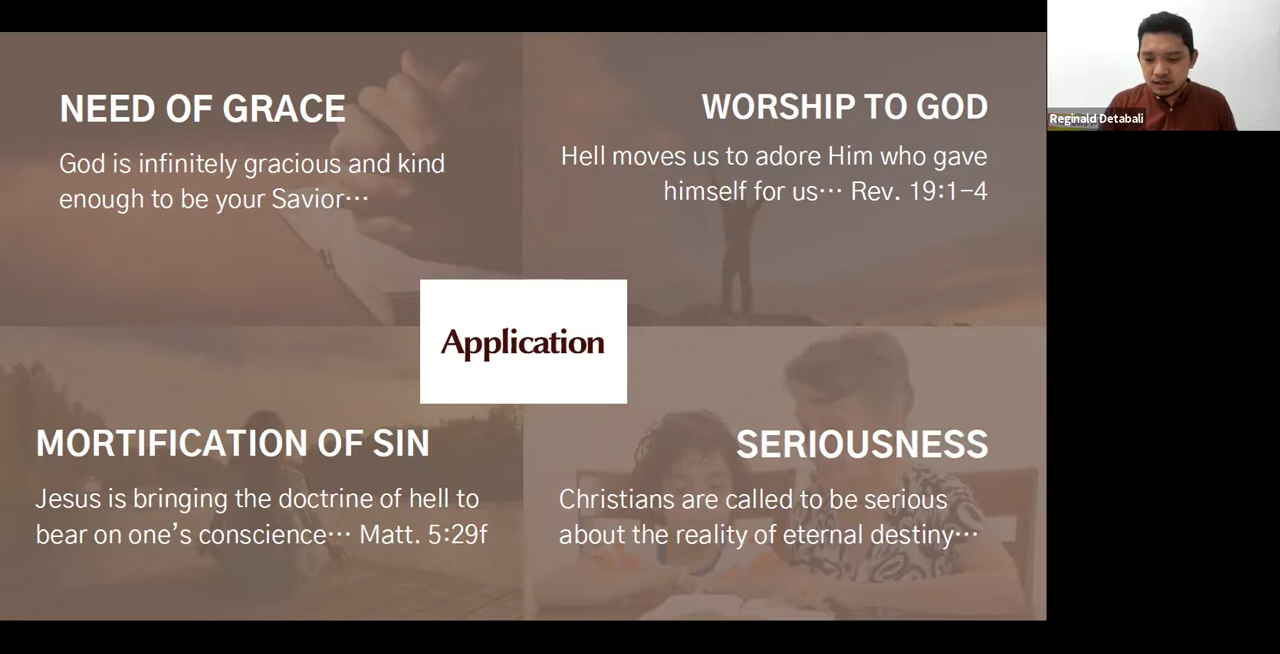 NEED OF GRACE
God is infinitely gracious and kind
enough to be your Savior···
WORSHIP TO GOD
Hell moves us to adore Him who gave
himself for us··· Rev. 19:1-4
Application
MORTIFICATION OF SIN
Jesus is bringing the doctrine of hell to
bear on one’s conscience··· Matt. 5:29f
SERIOUSNESS
Christians are called to be serious
about the reality of eternal destiny···
Reginald Detabali